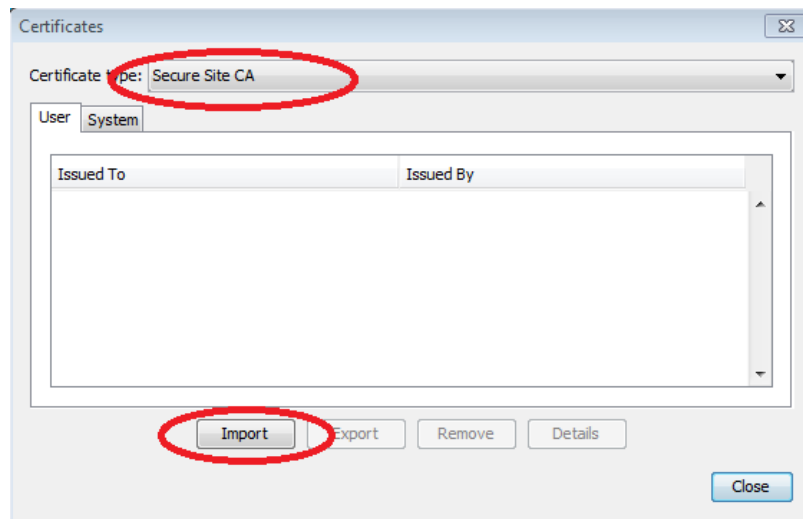 Certificates
Certificate type: Secure Site CA
User System
Issued To Issued By
Import Export Remove Details
Close